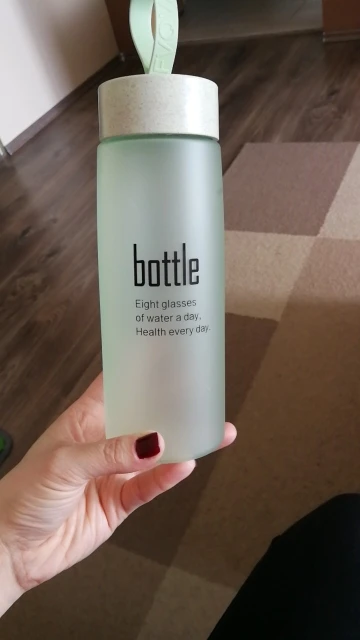 bottle
Eight glasses
of water a day,
Health every day.